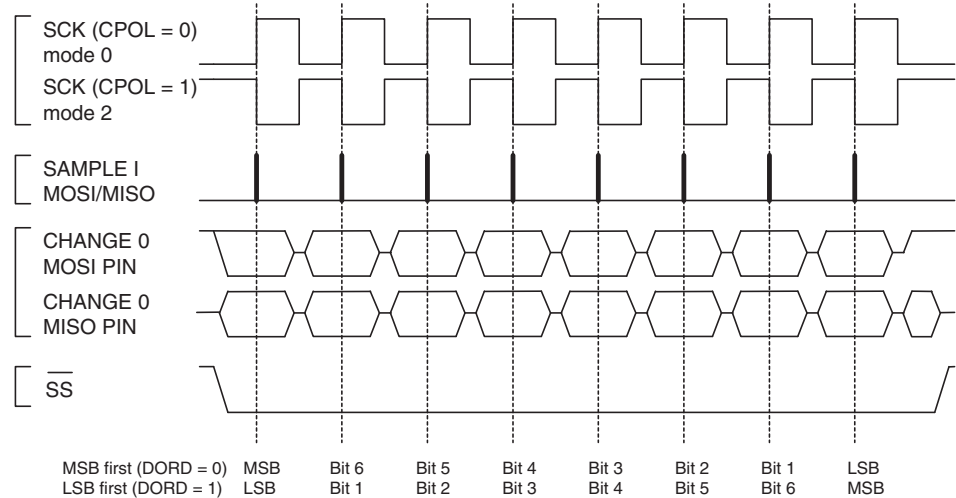 SCK (CPOL = 0)
mode 0
SCK (CPOL = 1)
mode 2
SAMPLE I
MOSI/MISO
CHANGE 0
MOSI PIN
CHANGE 0
MISO PIN
SS
MSB first (DORD = 0) MSB Bit 6 Bit 5 Bit 4 Bit 3 Bit 2 Bit 1 LSB
LSB first (DORD = 1) LSB Bit 1 Bit 2 Bit 3 Bit 4 Bit 5 Bit 6 MSB